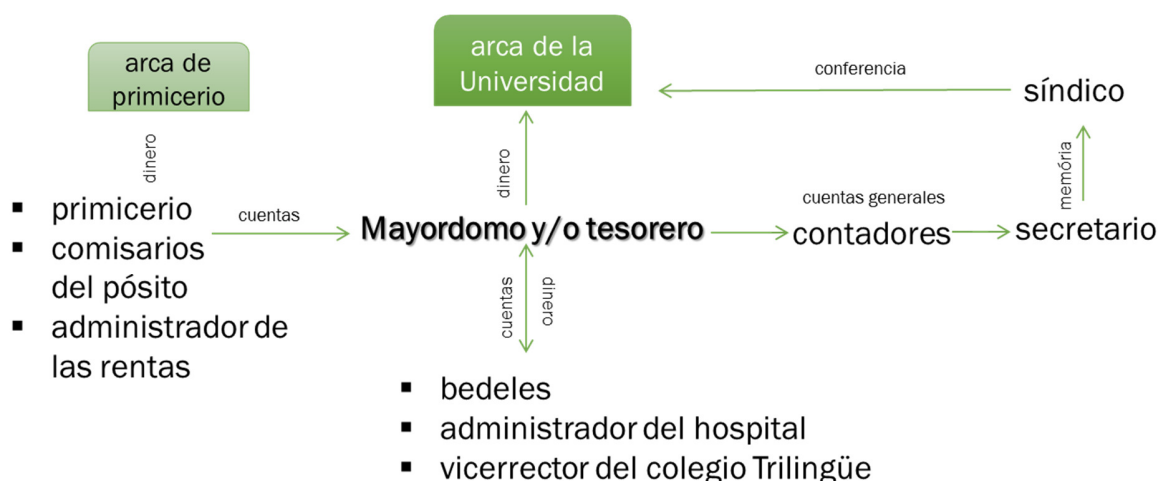 arca de
primicerio
arca de la
Universidad
conferencia
síndico
dinero
dinero
memória
▪ primicerio
▪ comisarios
del pósito
▪ administrador de
las rentas
cuentas
Mayordomo y/o tesorero
cuentas generales
contadores
secretario
cuentas
dinero
▪ bedeles
▪ administrador del hospital
▪ vicerrector del colegio Trilingüe